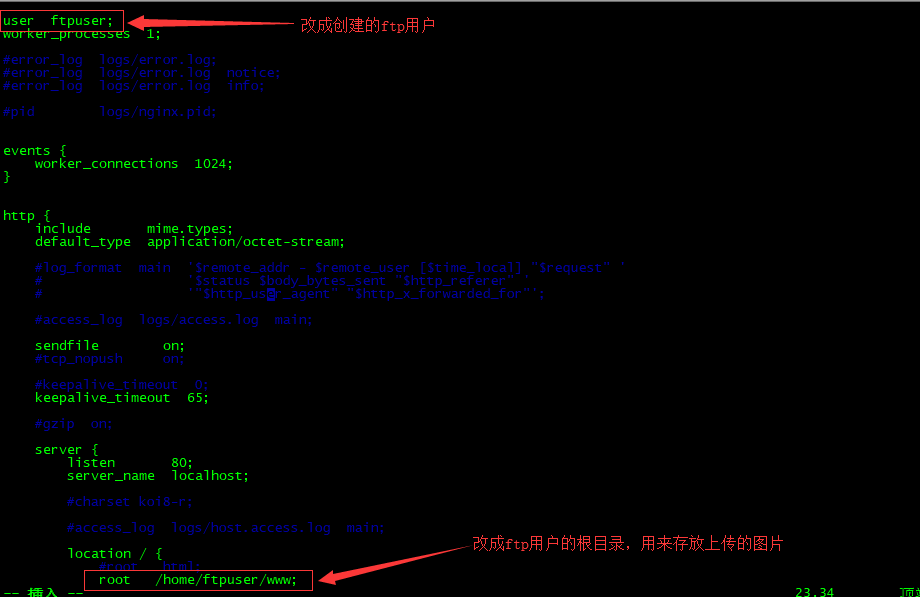 user  ftpuser;
改成创建的ftp用户
worker_processes  1;
#error_log  logs/error.log;
#error_log  logs/error.log  notice;
#error_log  logs/error.log  info;
#pid        logs/nginx.pid;
events {
    worker_connections  1024;
}
http {
    include       mime.types;
    default_type  application/octet-stream;
    #log_format  main  '$remote_addr - $remote_user [$time_local] "$request" '
    #                  '$status $body_bytes_sent "$http_referer" '
    #                  '"$http_user_agent" "$http_x_forwarded_for"';
    #access_log  logs/access.log  main;
    sendfile        on;
    #tcp_nopush     on;
    #keepalive_timeout  0;
    keepalive_timeout  65;
    #gzip  on;
    server {
        listen       80;
        server_name  localhost;
        #charset koi8-r;
        #access_log  logs/host.access.log  main;
        location / {
改成ftp用户的根目录，用来存放上传的图片
            #root   html;
            root   /home/ftpuser/www;
-- 插入 --
23,34